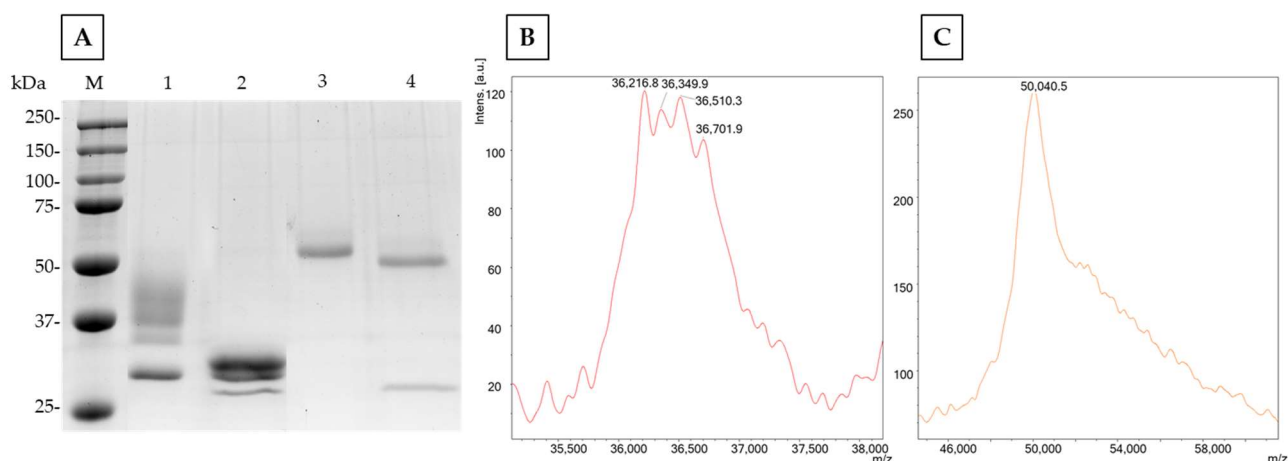 A
B
C
kDa M 1 2 3 4
250-
150-
100-
75-
50-
37-
25-
Intens. [a.u.]
120
100
80
60
40
20
36,216.8
36,349.9
36,510.3
36,701.9
35,500 36,000 36,500 37,000 37,500 38,000
m/z
250
200
150
100
50,040.5
46,000 50,000 54,000 58,000
m/z